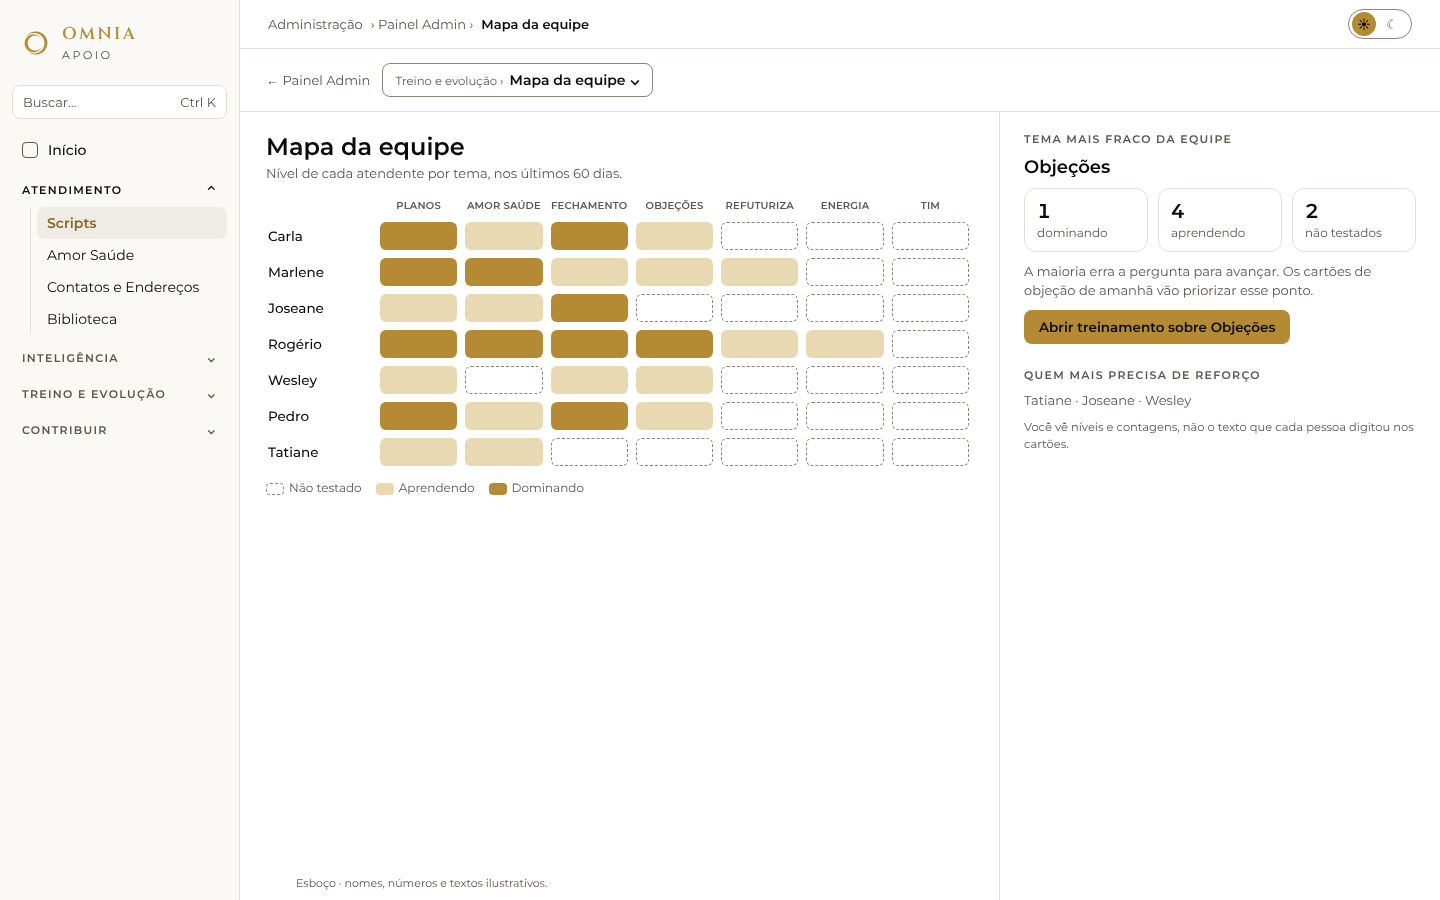 OMNIA
APOIO
Buscar...
Ctrl K
Início
ATENDIMENTO
Scripts
Amor Saúde
Contatos e Endereços
Biblioteca
INTELIGÊNCIA
TREINO E EVOLUÇÃO
CONTRIBUIR
Administração › Painel Admin › Mapa da equipe
← Painel Admin
Treino e evolução › Mapa da equipe
Mapa da equipe
Nível de cada atendente por tema, nos últimos 60 dias.
PLANOS AMOR SAÚDE FECHAMENTO OBJEÇÕES REFUTURIZA ENERGIA TIM
Carla
Marlene
Joseane
Rogério
Wesley
Pedro
Tatiane
Não testado Aprendendo Dominando
Esboço · nomes, números e textos ilustrativos.
TEMA MAIS FRACO DA EQUIPE
Objeções
1 4 2
dominando aprendendo não testados
A maioria erra a pergunta para avançar. Os cartões de
objeção de amanhã vão priorizar esse ponto.
Abrir treinamento sobre Objeções
QUEM MAIS PRECISA DE REFORÇO
Tatiane · Joseane · Wesley
Você vê níveis e contagens, não o texto que cada pessoa digitou nos
cartões.